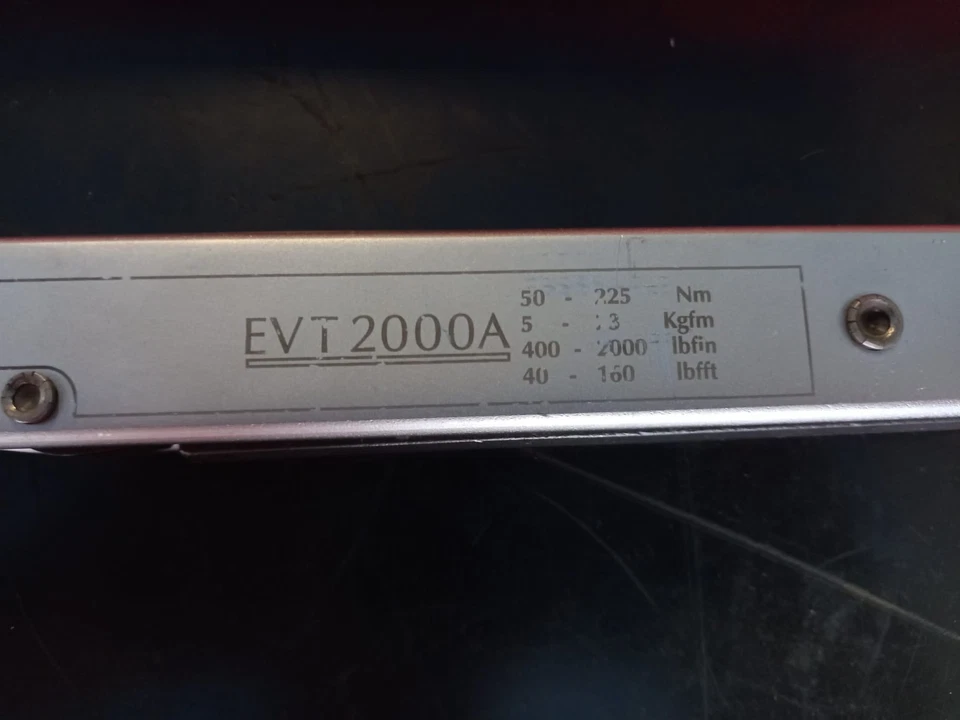 EVT 2000A
50 - 225 Nm
5 - Kgfm
400 - 2000 lbfin
40 - 160 lbfft